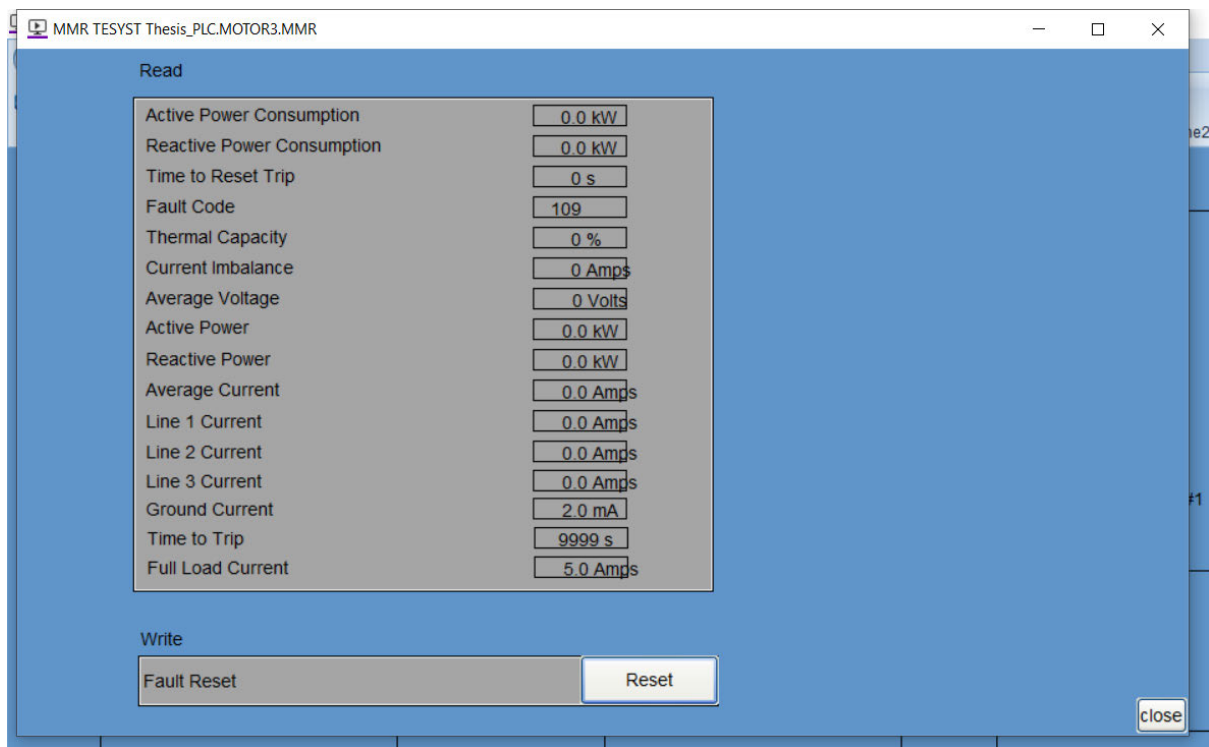 MMR TESYST Thesis_PLC.MOTOR3.MMR
Read
Active Power Consumption 0.0 kW
Reactive Power Consumption 0.0 kW
Time to Reset Trip 0 s
Fault Code 109
Thermal Capacity 0 %
Current Imbalance 0 Amps
Average Voltage 0 Volts
Active Power 0.0 kW
Reactive Power 0.0 kW
Average Current 0.0 Amps
Line 1 Current 0.0 Amps
Line 2 Current 0.0 Amps
Line 3 Current 0.0 Amps
Ground Current 2.0 mA
Time to Trip 9999 s
Full Load Current 5.0 Amps
Write
Fault Reset Reset
close
#1